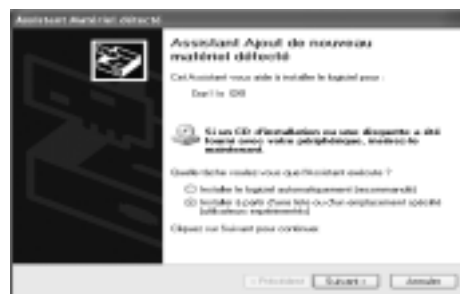 Assistant Matériel détecté
Assistant Ajout de nouveau
matériel détecté
Cet Assistant vous aide à installer le logiciel pour :
Si un CD d'installation ou une disquette a été
fourni avec votre périphérique, insérez-le
maintenant.
Quelle tâche voulez-vous que l'Assistant exécute ?
Installer le logiciel automatiquement (recommandé)
Installer à partir d'une liste ou d'un emplacement spécifié
(utilisateurs expérimentés)
Cliquez sur Suivant pour continuer.
< Précédent
Suivant >
Annuler